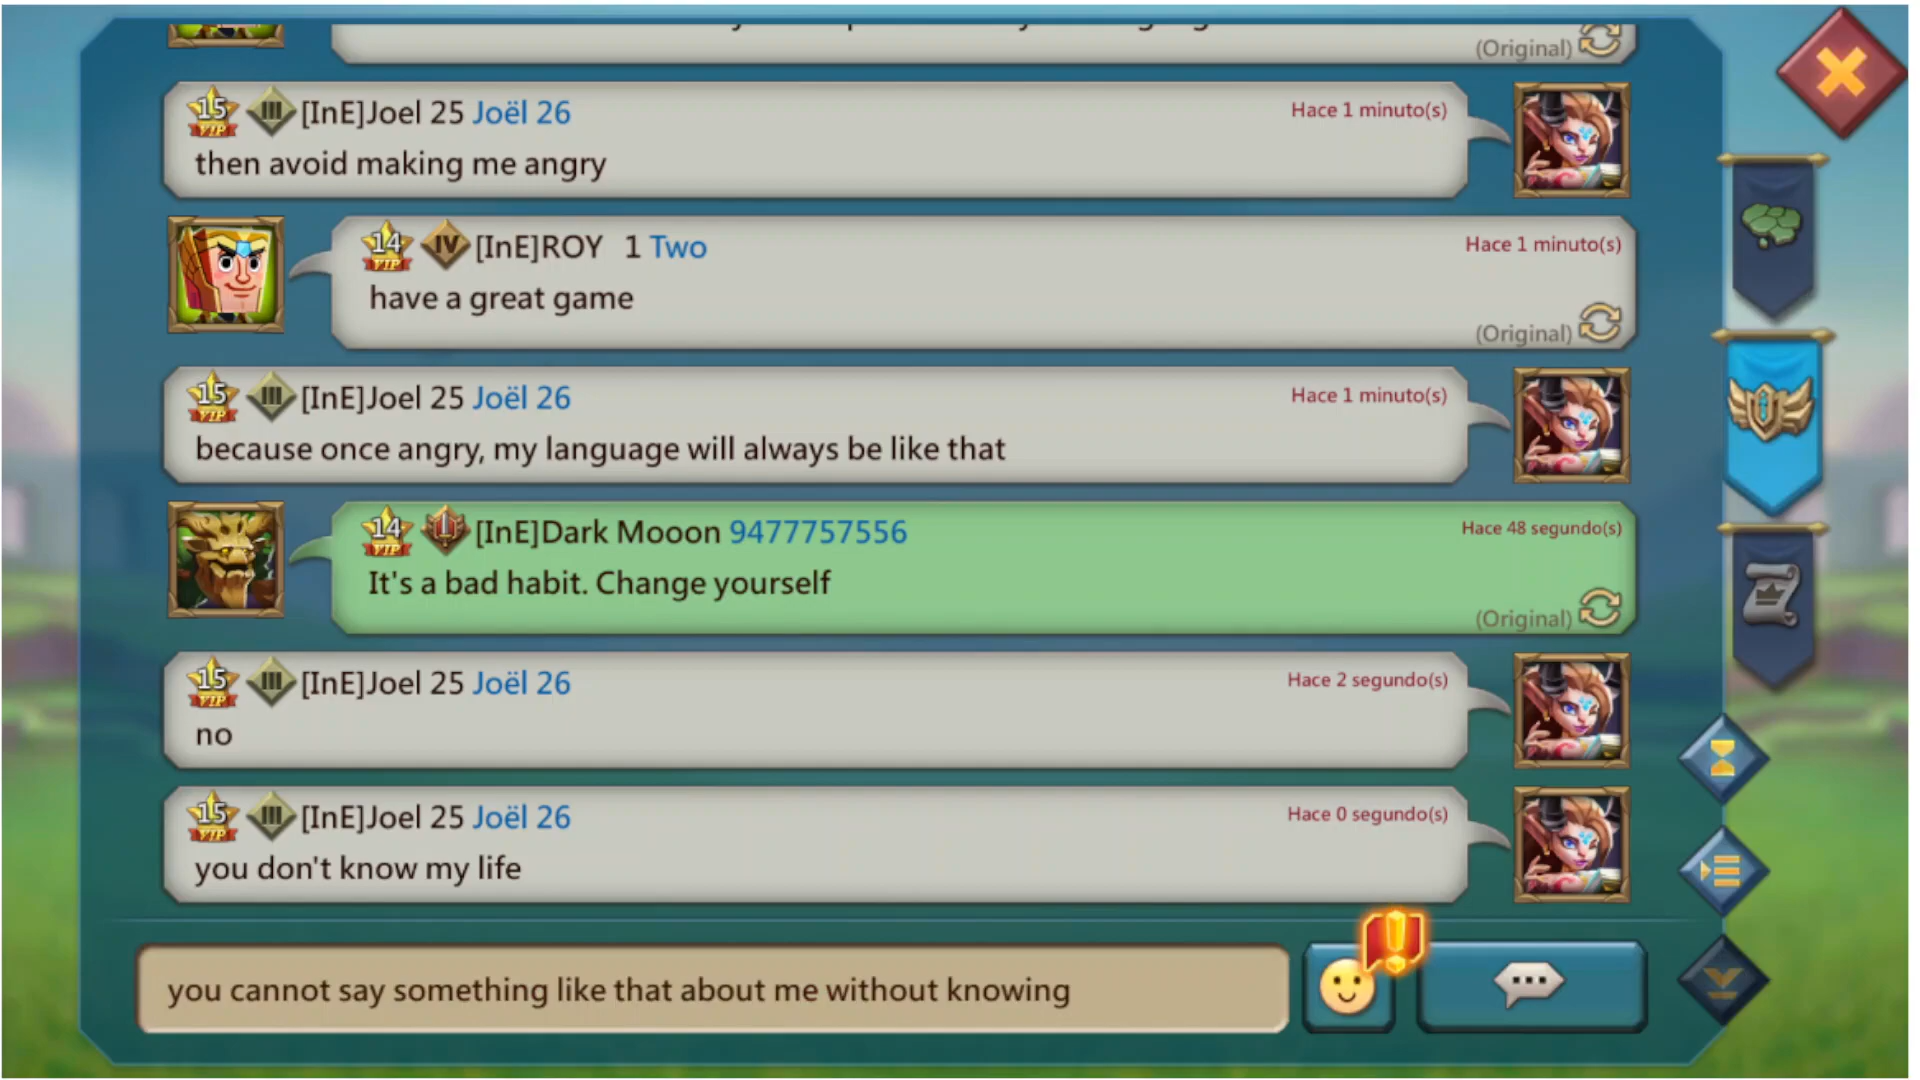 (Original)
15 VIP III [InE]Joel 25 Joël 26 Hace 1 minuto(s)
then avoid making me angry
14 VIP IV [InE]ROY 1 Two Hace 1 minuto(s)
have a great game
(Original)
15 VIP III [InE]Joel 25 Joël 26 Hace 1 minuto(s)
because once angry, my language will always be like that
14 VIP [InE]Dark Mooon 9477757556 Hace 48 segundo(s)
It's a bad habit. Change yourself
(Original)
15 VIP III [InE]Joel 25 Joël 26 Hace 2 segundo(s)
no
15 VIP III [InE]Joel 25 Joël 26 Hace 0 segundo(s)
you don't know my life
you cannot say something like that about me without knowing